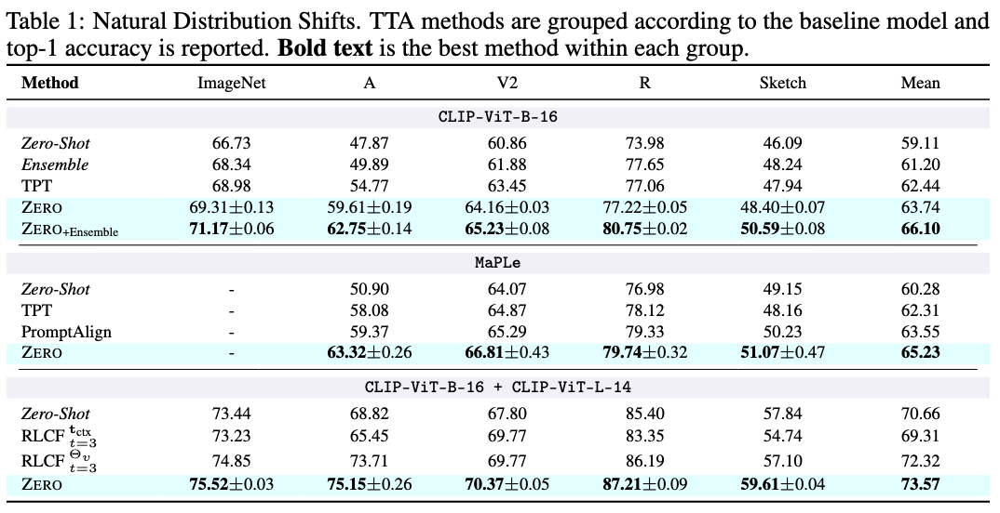 Table 1: Natural Distribution Shifts. TTA methods are grouped according to the baseline model and
top-1 accuracy is reported. Bold text is the best method within each group.
Method ImageNet A V2 R Sketch Mean
CLIP-ViT-B-16
Zero-Shot 66.73 47.87 60.86 73.98 46.09 59.11
Ensemble 68.34 49.89 61.88 77.65 48.24 61.20
TPT 68.98 54.77 63.45 77.06 47.94 62.44
ZERO 69.31±0.13 59.61±0.19 64.16±0.03 77.22±0.05 48.40±0.07 63.74
ZERO+Ensemble 71.17±0.06 62.75±0.14 65.23±0.08 80.75±0.02 50.59±0.08 66.10
MaPLe
Zero-Shot - 50.90 64.07 76.98 49.15 60.28
TPT - 58.08 64.87 78.12 48.16 62.31
PromptAlign - 59.37 65.29 79.33 50.23 63.55
ZERO - 63.32±0.26 66.81±0.43 79.74±0.32 51.07±0.47 65.23
CLIP-ViT-B-16 + CLIP-ViT-L-14
Zero-Shot 73.44 68.82 67.80 85.40 57.84 70.66
RLCF tctx t=3 73.23 65.45 69.77 83.35 54.74 69.31
RLCF Θv t=3 74.85 73.71 69.77 86.19 57.10 72.32
ZERO 75.52±0.03 75.15±0.26 70.37±0.05 87.21±0.09 59.61±0.04 73.57